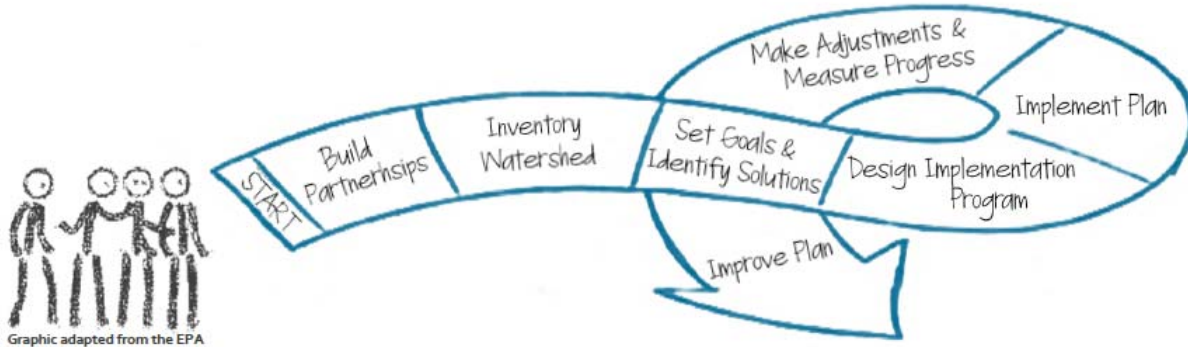 START
Build
Partnerhsips
Inventory
Watershed
Set Goals &
Identify Solutions
Design Implementation
Program
Implement Plan
Make Adjustments &
Measure Progress
Improve Plan
Graphic adapted from the EPA